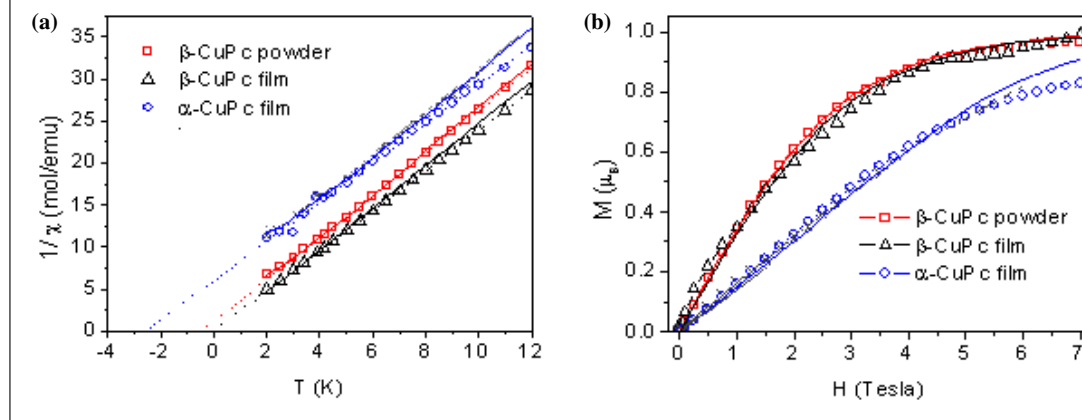 (a)
35
30
25
20
15
10
5
0
1/ χ (mol/emu)
β-CuPc powder
β-CuPc film
α-CuPc film
-4 -2 0 2 4 6 8 10 12
T (K)
(b)
1.0
0.8
0.6
0.4
0.2
0.0
M (μB)
β-CuPc powder
β-CuPc film
α-CuPc film
0 1 2 3 4 5 6 7
H (Tesla)